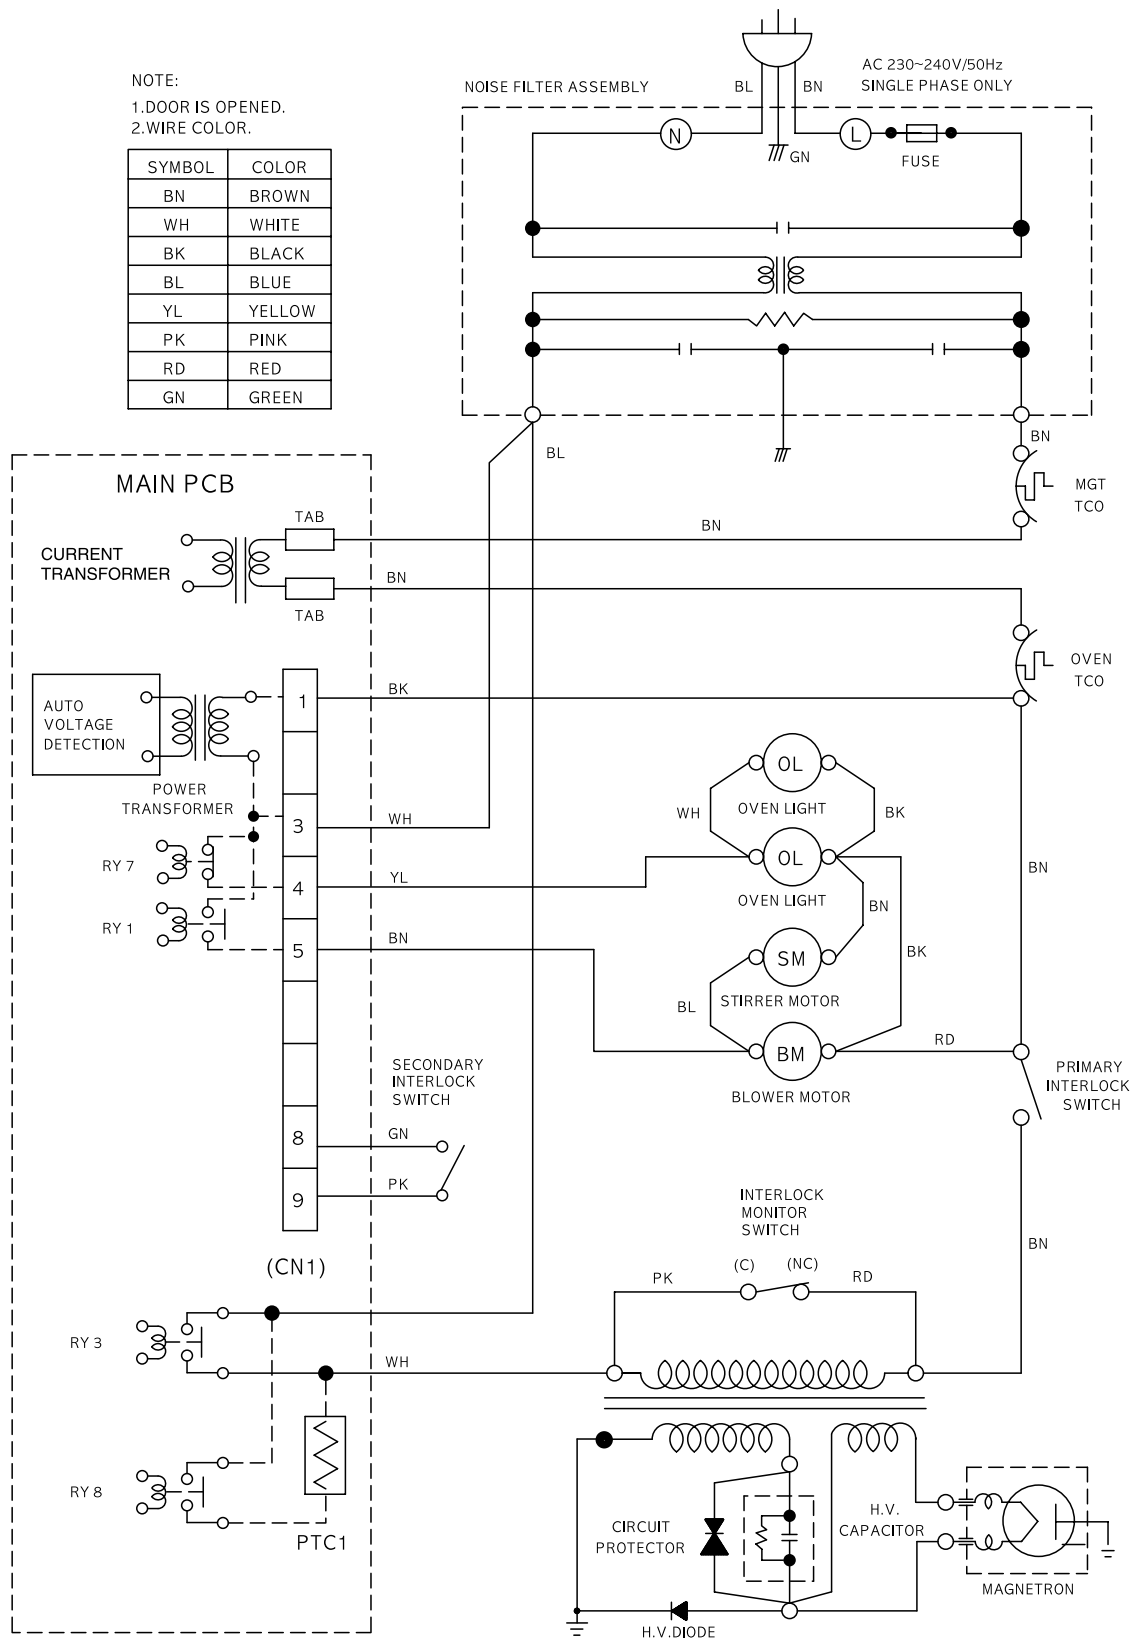 NOTE:
1.DOOR IS OPENED.
2.WIRE COLOR.
SYMBOL COLOR
BN BROWN
WH WHITE
BK BLACK
BL BLUE
YL YELLOW
PK PINK
RD RED
GN GREEN
NOISE FILTER ASSEMBLY
BL
BN
AC 230~240V/50Hz
SINGLE PHASE ONLY
N
GN
L
FUSE
BL
BN
MGT
TCO
MAIN PCB
TAB
BN
CURRENT
TRANSFORMER
BN
TAB
OVEN
TCO
AUTO
VOLTAGE
DETECTION
1
BK
POWER
TRANSFORMER
OL
OVEN LIGHT
WH
BK
3
WH
RY 7
4
YL
OL
OVEN LIGHT
BN
BN
RY 1
5
BN
SM
STIRRER MOTOR
BK
BL
BM
BLOWER MOTOR
RD
PRIMARY
INTERLOCK
SWITCH
SECONDARY
INTERLOCK
SWITCH
8
GN
9
PK
(CN1)
INTERLOCK
MONITOR
SWITCH
BN
PK
(C)
(NC)
RD
RY 3
WH
RY 8
PTC1
CIRCUIT
PROTECTOR
H.V.
CAPACITOR
MAGNETRON
H.V.DIODE